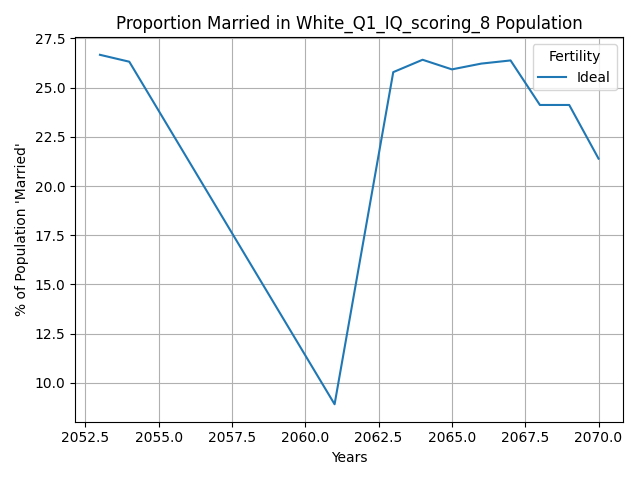 Proportion Married in White_Q1_IQ_scoring_8 Population
27.5
25.0
22.5
20.0
17.5
15.0
12.5
10.0
% of Population 'Married'
Fertility
Ideal
2052.5 2055.0 2057.5 2060.0 2062.5 2065.0 2067.5 2070.0
Years